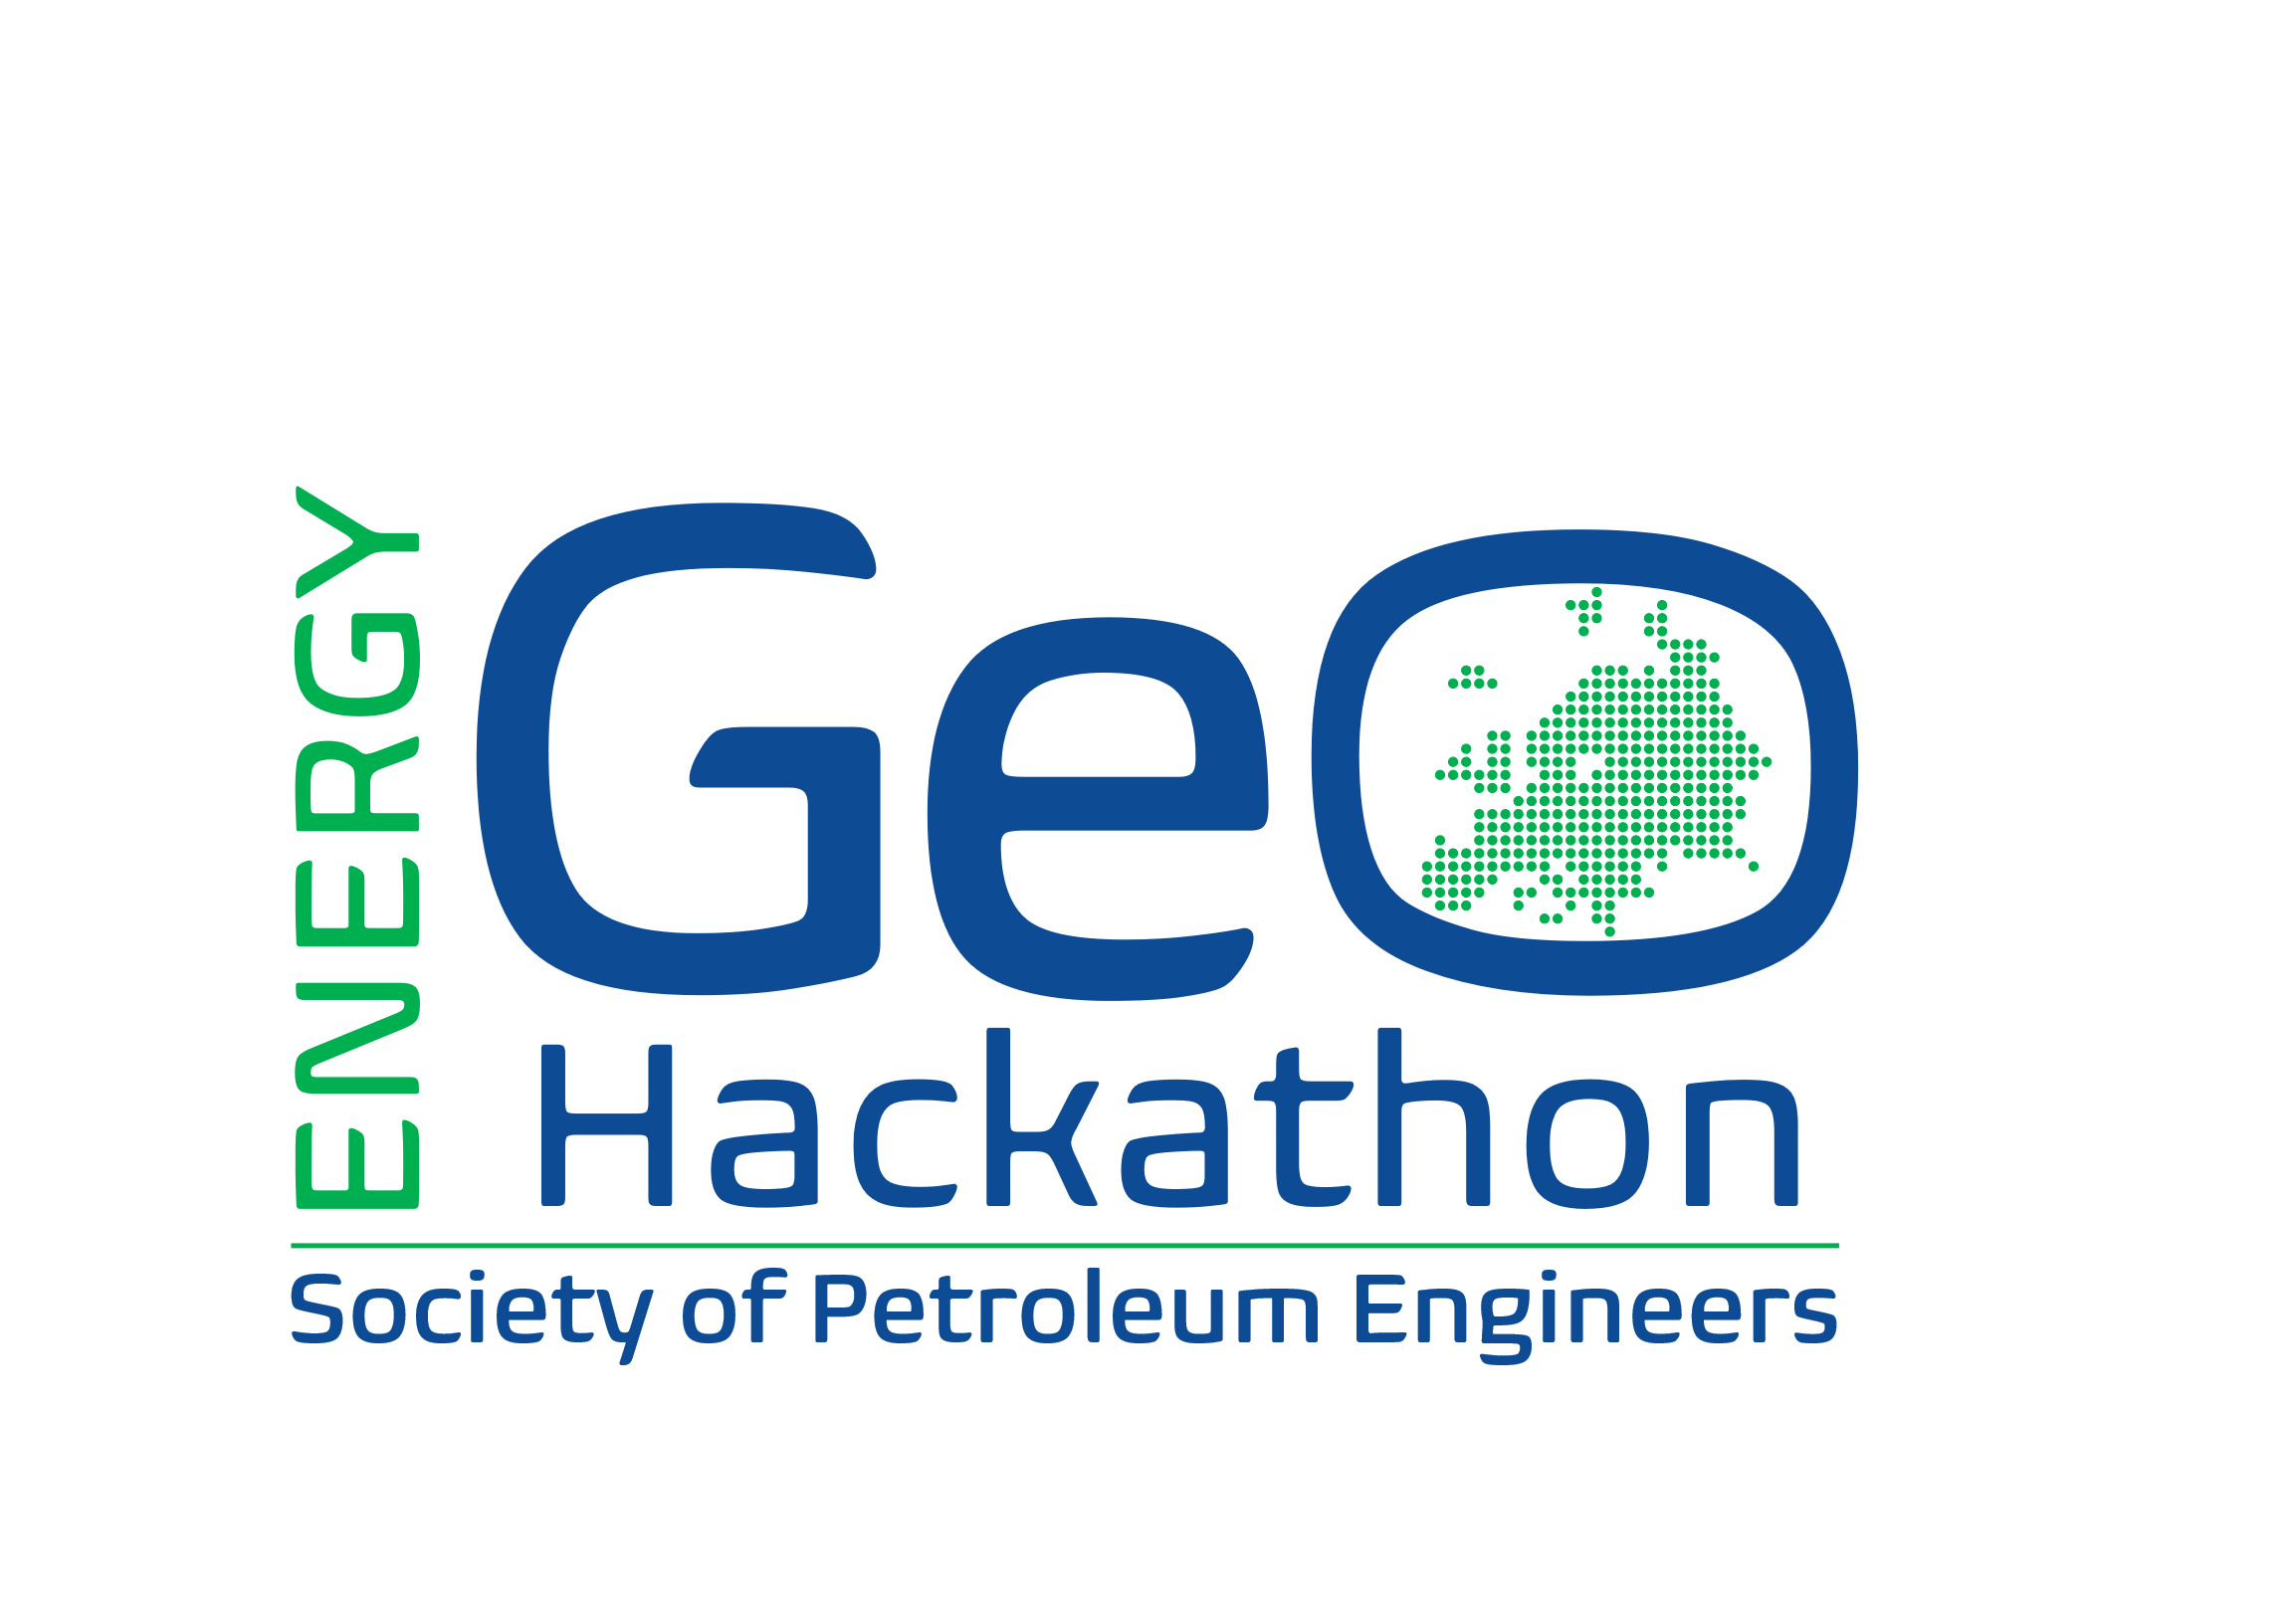 ENERGY
GeO
Hackathon
Society of Petroleum Engineers